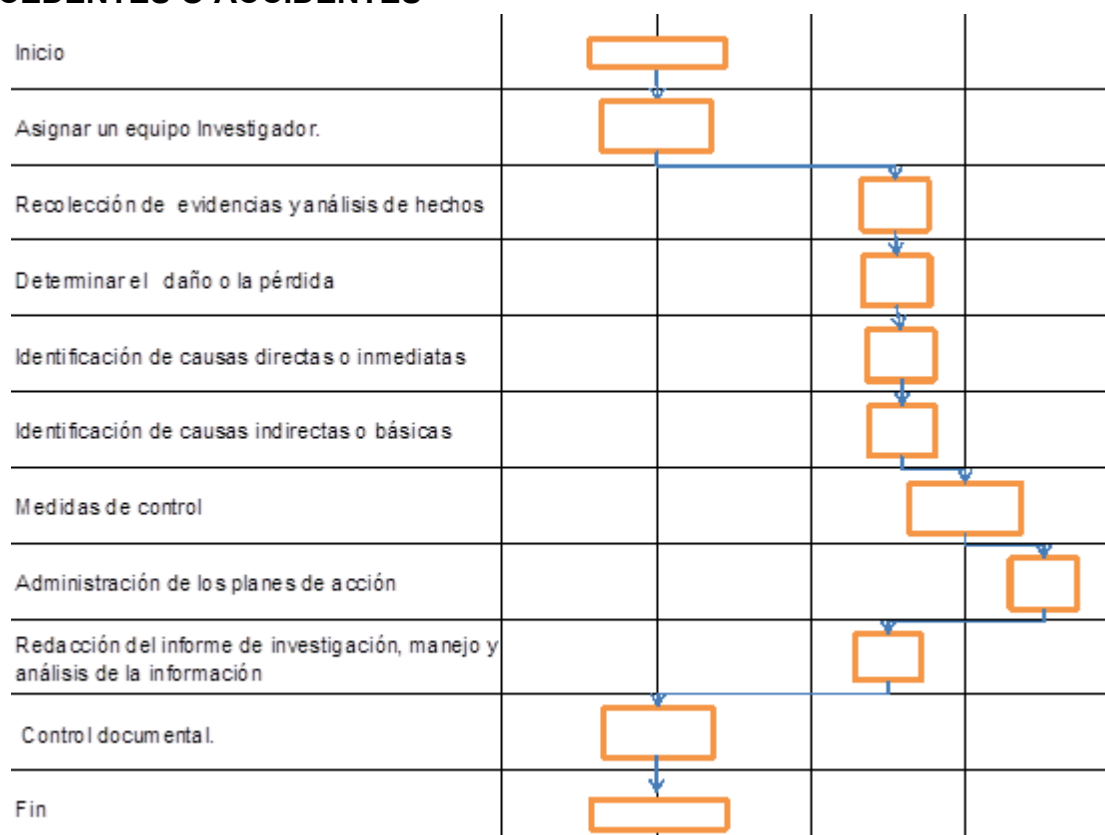 Inicio
Asignar un equipo Investigador.
Recolección de evidencias y análisis de hechos
Determinar el daño o la pérdida
Identificación de causas directas o inmediatas
Identificación de causas indirectas o básicas
Medidas de control
Administración de los planes de acción
Redacción del informe de investigación, manejo y
análisis de la información
Control documental.
Fin